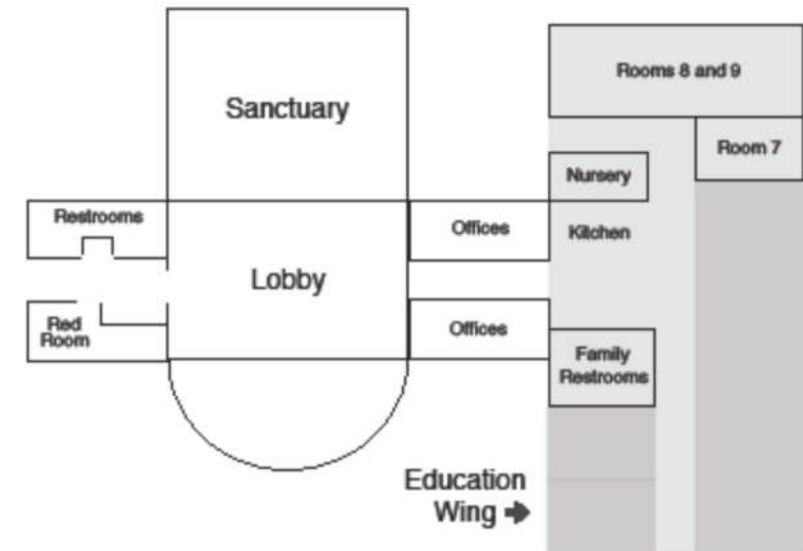 Rooms 8 and 9
Sanctuary
Room 7
Nursery
Restrooms
Offices
Kitchen
Lobby
Red
Room
Offices
Family
Restrooms
Education
Wing